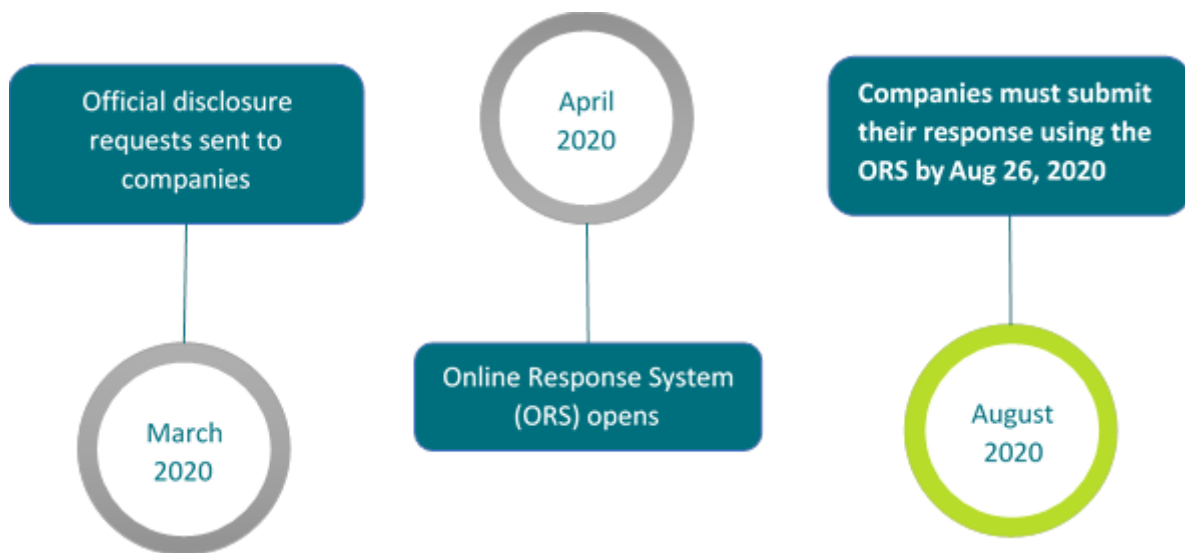 Official disclosure
requests sent to
companies
March
2020
April
2020
Online Response System
(ORS) opens
Companies must submit
their response using the
ORS by Aug 26, 2020
August
2020